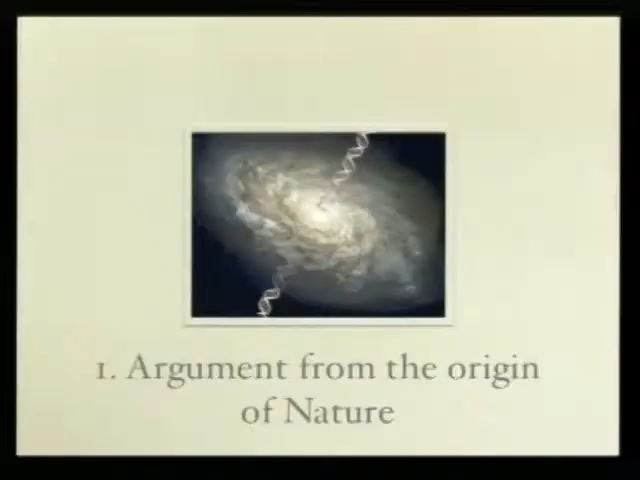 1. Argument from the origin
of Nature